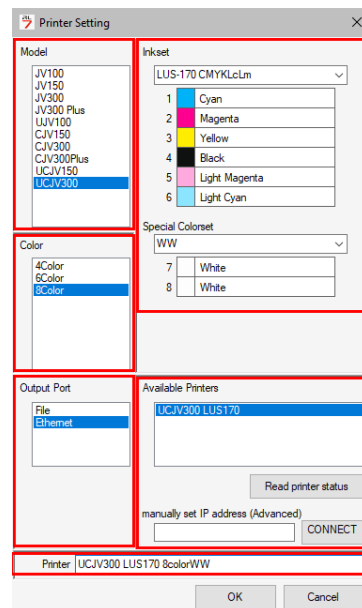 Printer Setting
Model
JV100
JV150
JV300
JV300 Plus
UJV100
CJV150
CJV300
CJV300Plus
UCJV150
UCJV300
Inkset
LUS-170 CMYKLcLm
1 Cyan
2 Magenta
3 Yellow
4 Black
5 Light Magenta
6 Light Cyan
Special Colorset
WW
7 White
8 White
Color
4Color
6Color
8Color
Output Port
File
Ethernet
Available Printers
UCJV300 LUS170
Read printer status
manually set IP address (Advanced)
CONNECT
Printer UCJV300 LUS170 8colorWW
OK Cancel